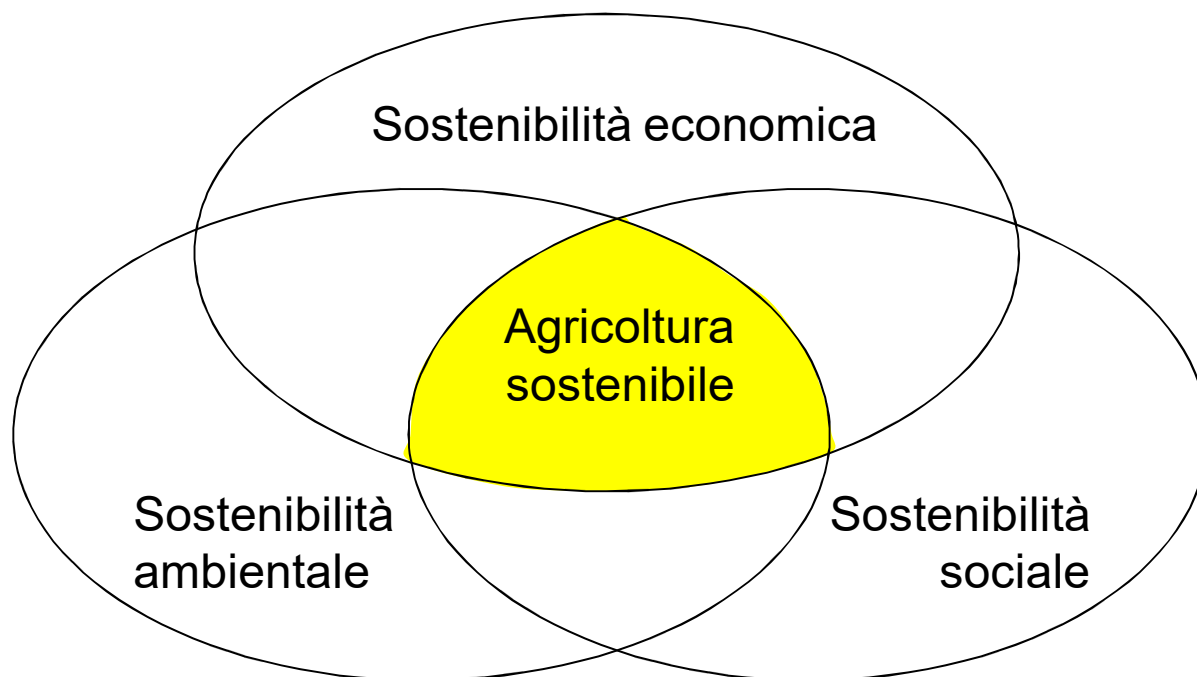 Sostenibilità economica
Agricoltura
sostenibile
Sostenibilità
ambientale
Sostenibilità
sociale